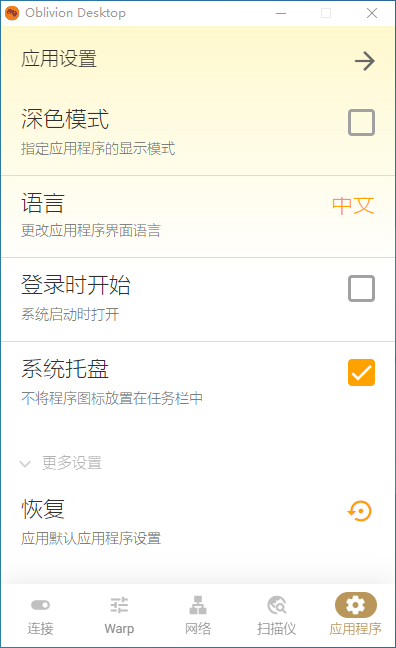 Oblivion Desktop
应用设置
深色模式
指定应用程序的显示模式
语言
中文
更改应用程序界面语言
登录时开始
系统启动时打开
系统托盘
不将程序图标放置在任务栏中
更多设置
恢复
应用默认应用程序设置
连接
Warp
网络
扫描仪
应用程序